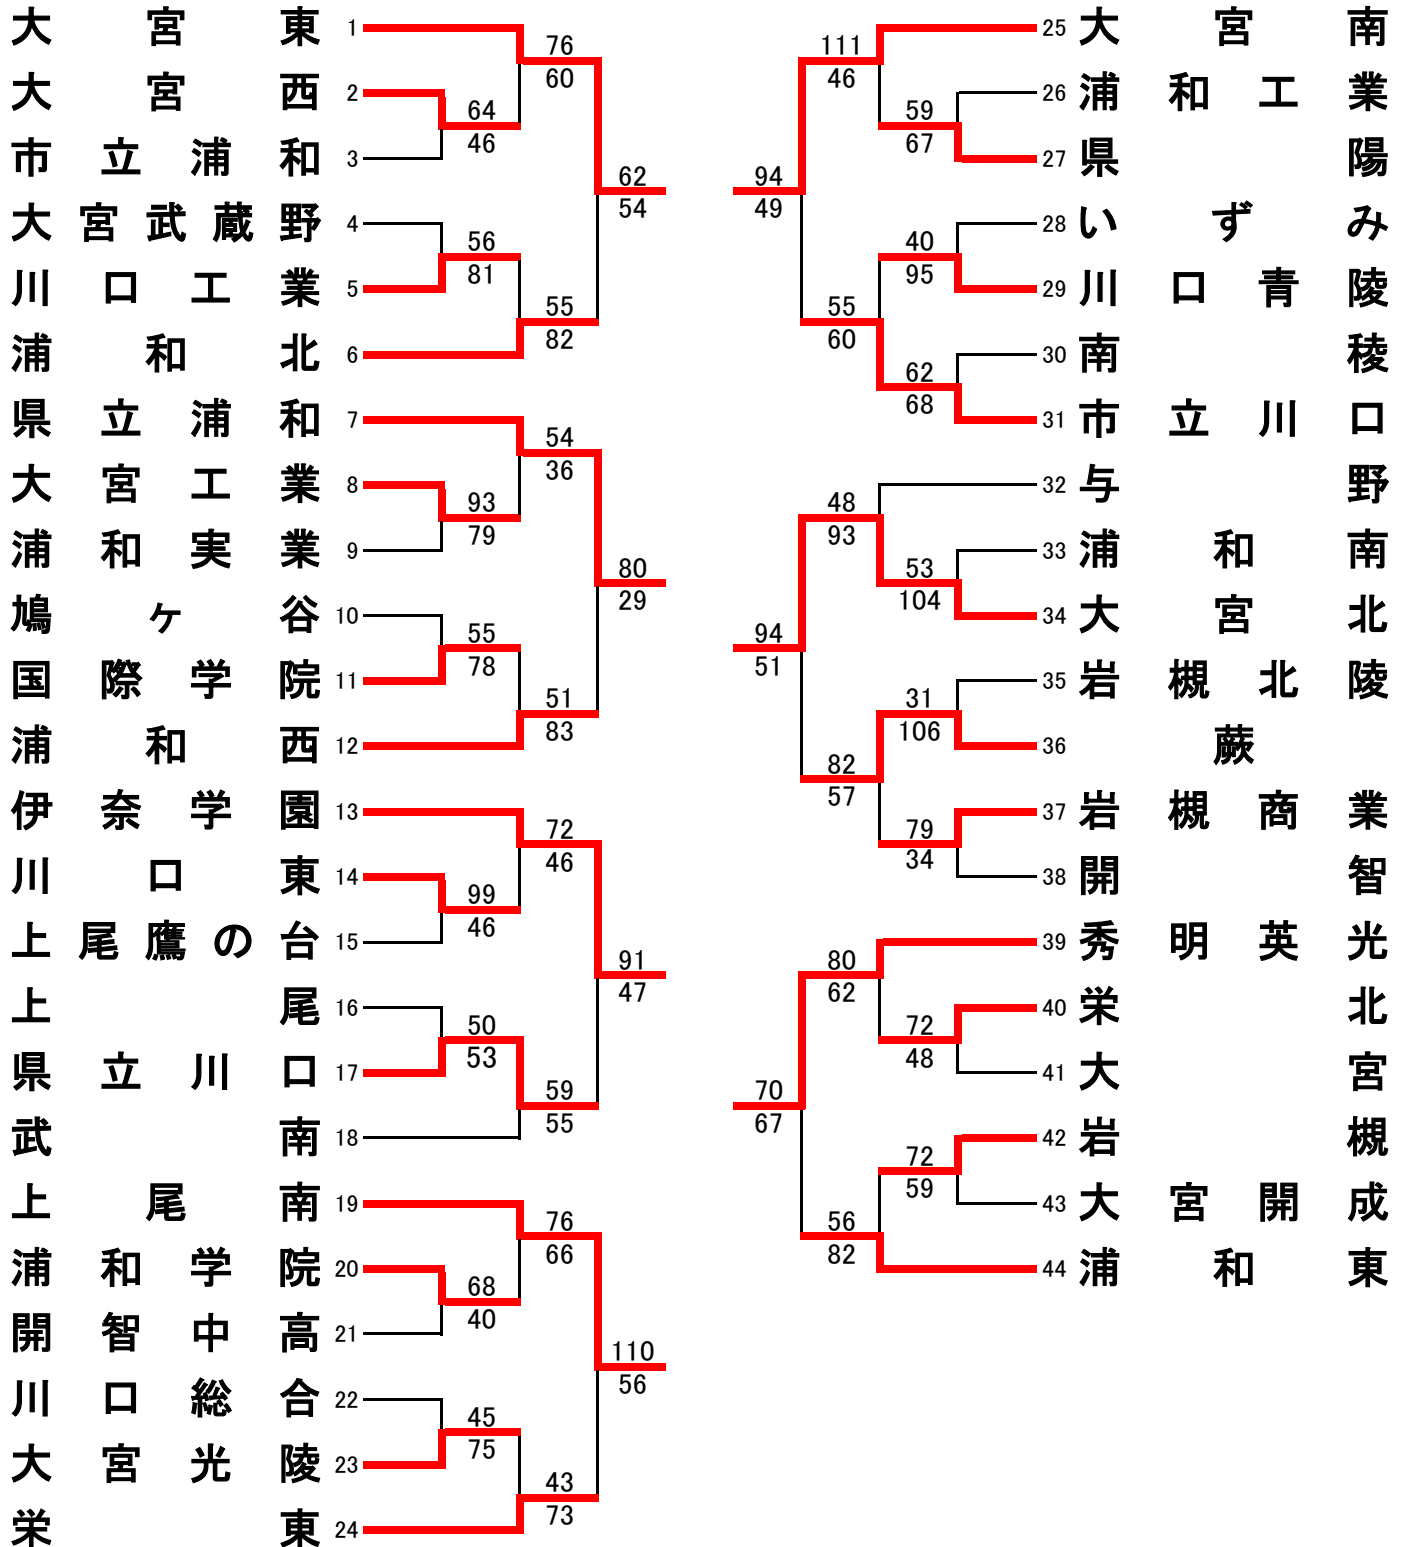 大宮東 1
大宮西 2
市立浦和 3
大宮武蔵野 4
川口工業 5
浦和北 6
県立浦和 7
大宮工業 8
浦和実業 9
鳩ヶ谷 10
国際学院 11
浦和西 12
伊奈学園 13
川口東 14
上尾鷹の台 15
上尾 16
県立川口 17
武南 18
上尾南 19
浦和学院 20
開智中高 21
川口総合 22
大宮光陵 23
栄東 24
64
46
56
81
93
79
55
78
99
46
50
53
68
40
45
75
76
60
55
82
54
36
51
83
72
46
59
55
76
66
43
73
62
54
80
29
91
47
110
56
94
49
94
51
70
67
111
46
55
60
48
93
82
57
80
62
56
82
59
67
40
95
62
68
53
104
31
106
79
34
72
48
72
59
25 大宮南
26 浦和工業
27 県陽
28 いずみ
29 川口青陵
30 南稜
31 市立川口
32 与野
33 浦和南
34 大宮北
35 岩槻北陵
36 蕨
37 岩槻商業
38 開智
39 秀明英光
40 栄北
41 大宮
42 岩槻
43 大宮開成
44 浦和東